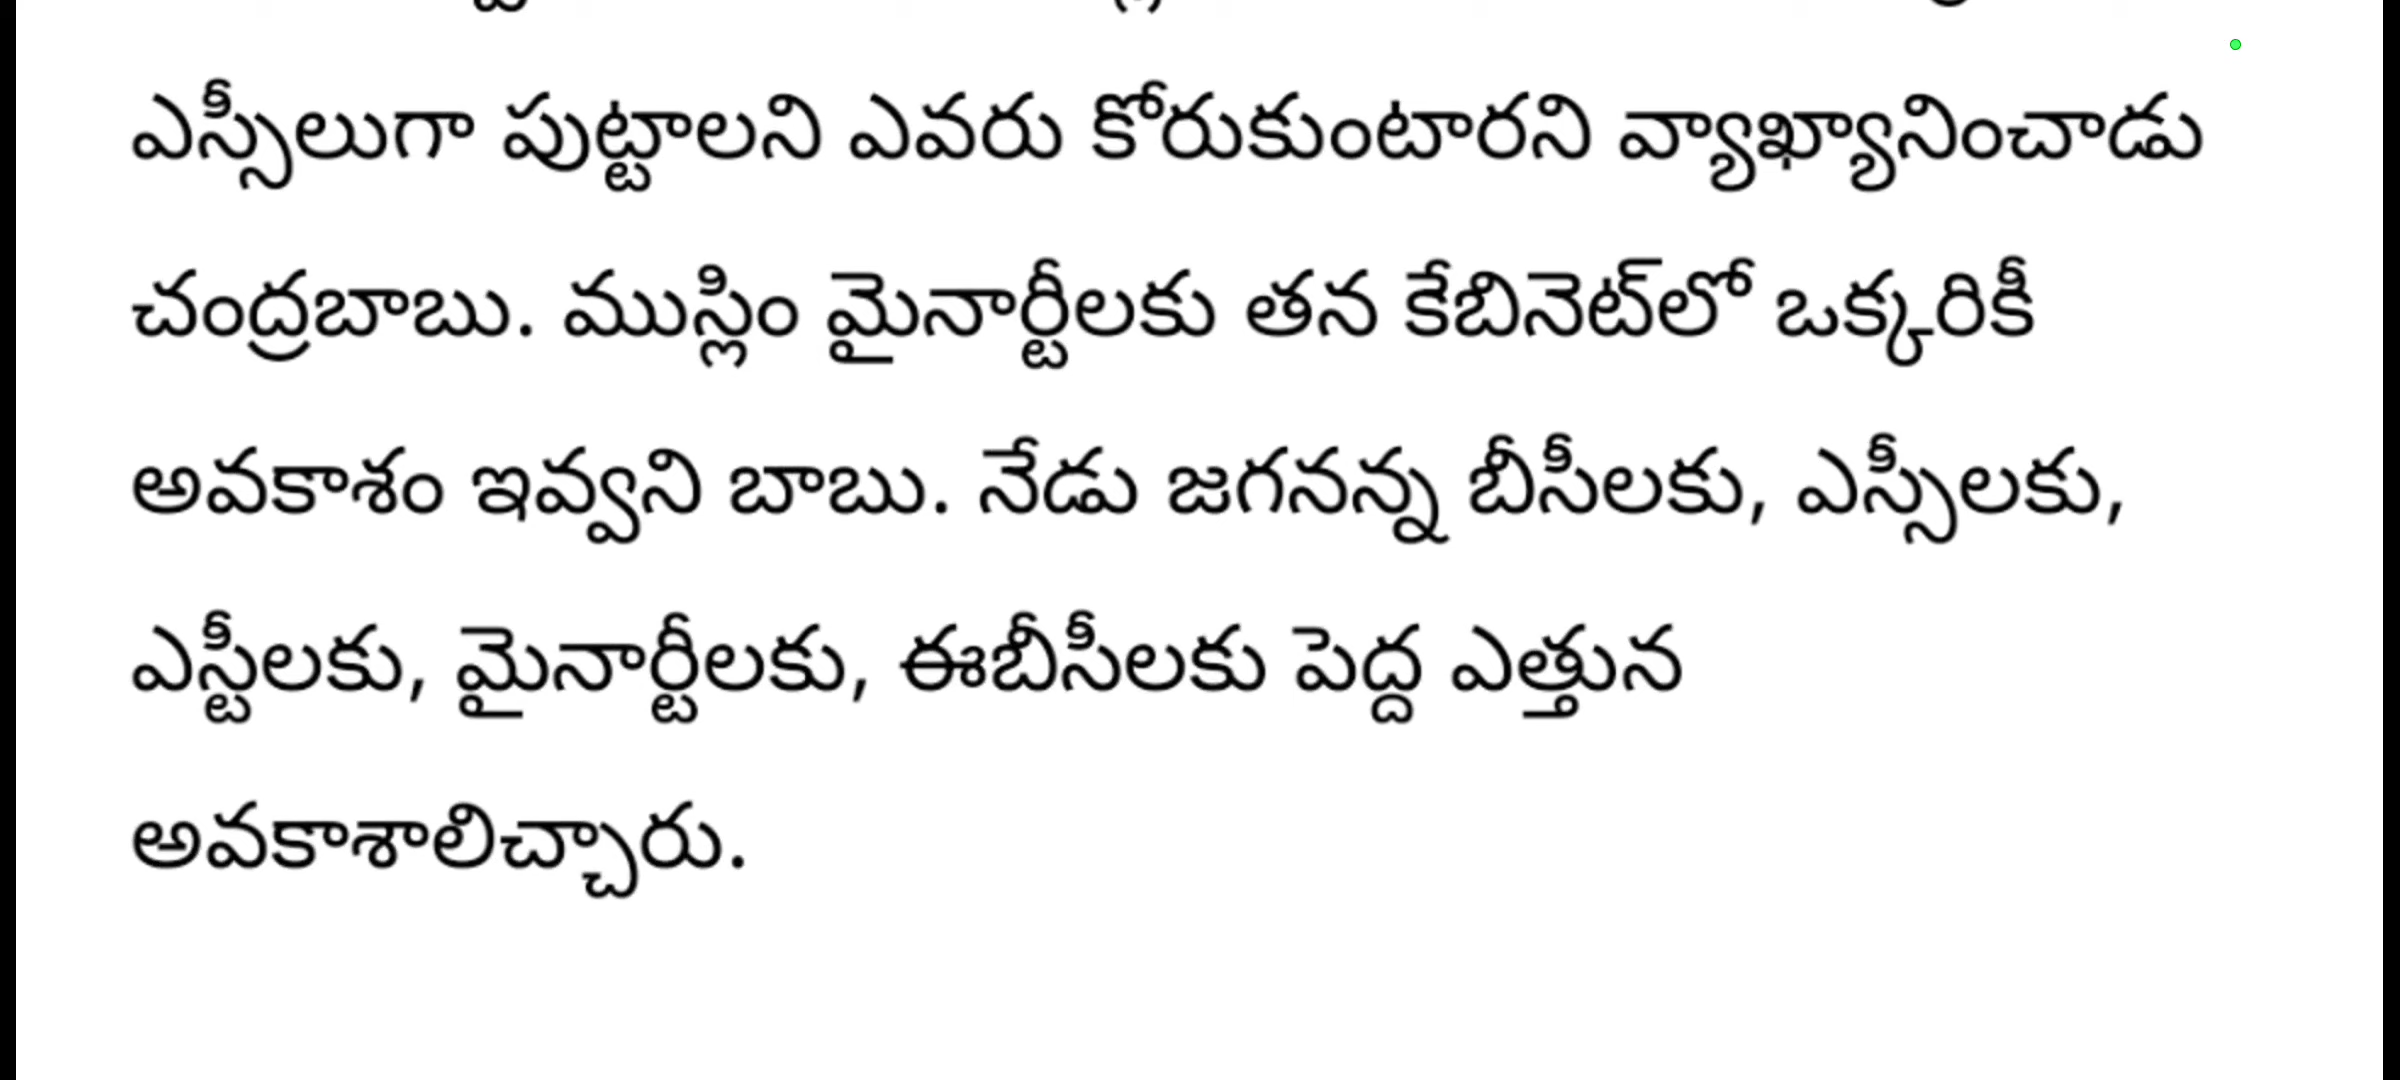 ఎస్సీలుగా పుట్టాలని ఎవరు కోరుకుంటారని వ్యాఖ్యానించాడు
చంద్రబాబు. ముస్లిం మైనార్టీలకు తన కేబినెట్‌లో ఒక్కరికీ
అవకాశం ఇవ్వని బాబు. నేడు జగనన్న బీసీలకు, ఎస్సీలకు,
ఎస్టీలకు, మైనార్టీలకు, ఈబీసీలకు పెద్ద ఎత్తున
అవకాశాలిచ్చారు.